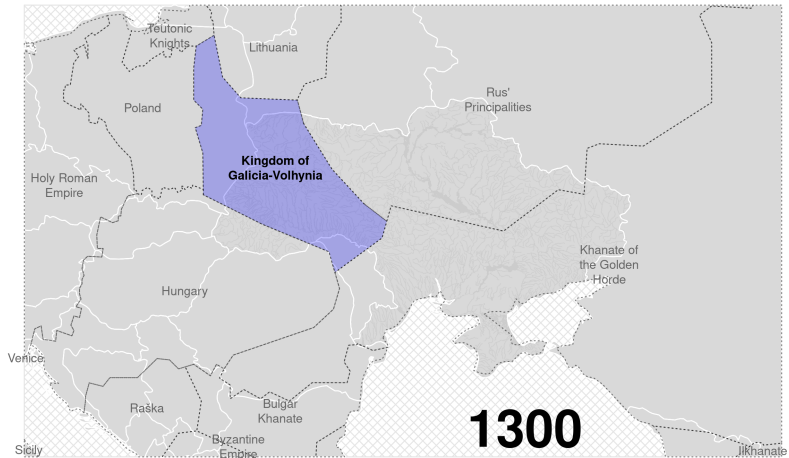 Teutonic
Knights
Lithuania
Rus'
Principalities
Poland
Kingdom of
Galicia-Volhynia
Holy Roman
Empire
Khanate of
the Golden
Horde
Hungary
Venice
Raška
Bulgar
Khanate
1300
Byzantine
Empire
Sicily
Ilkhanate